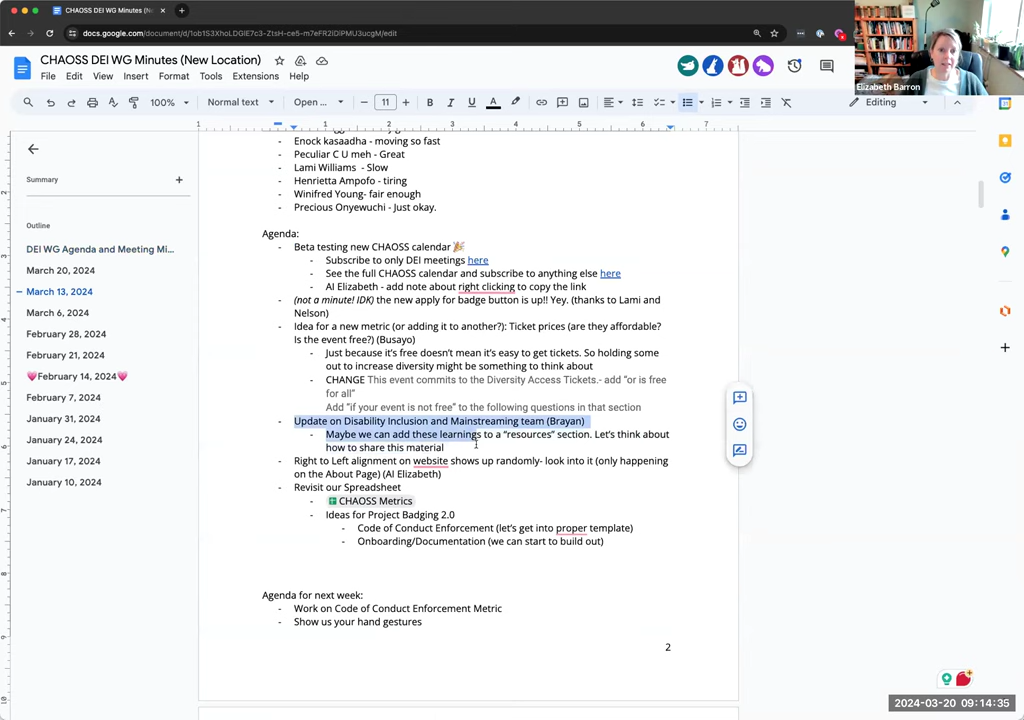 CHAOSS DEI WG Minutes (N
docs.google.com/document/d/1ob1S3XhoLDGlE7c3-ZtsH-ce5-m7eFR2iDIPMU3ucgM/edit
Elizabeth Barron
CHAOSS DEI WG Minutes (New Location)
File Edit View Insert Format Tools Extensions Help
100% Normal text Open ... 11 Editing
1 1 2 3 4 5 6 7
Summary
Outline
DEI WG Agenda and Meeting Mi...
March 20, 2024
March 13, 2024
March 6, 2024
February 28, 2024
February 21, 2024
💗February 14, 2024💗
February 7, 2024
January 31, 2024
January 24, 2024
January 17, 2024
January 10, 2024
- Enock kasaadha - moving so fast
- Peculiar C U meh - Great
- Lami Williams - Slow
- Henrietta Ampofo - tiring
- Winifred Young- fair enough
- Precious Onyewuchi - Just okay.
Agenda:
- Beta testing new CHAOSS calendar 🎉
- Subscribe to only DEI meetings here
- See the full CHAOSS calendar and subscribe to anything else here
- AI Elizabeth - add note about right clicking to copy the link
- (not a minute! IDK) the new apply for badge button is up!! Yey. (thanks to Lami and
Nelson)
- Idea for a new metric (or adding it to another?): Ticket prices (are they affordable?
Is the event free?) (Busayo)
- Just because it's free doesn't mean it's easy to get tickets. So holding some
out to increase diversity might be something to think about
- CHANGE This event commits to the Diversity Access Tickets.- add “or is free
for all”
Add “if your event is not free” to the following questions in that section
- Update on Disability Inclusion and Mainstreaming team (Brayan)
- Maybe we can add these learnings to a “resources” section. Let's think about
how to share this material
- Right to Left alignment on website shows up randomly- look into it (only happening
on the About Page) (AI Elizabeth)
- Revisit our Spreadsheet
- CHAOSS Metrics
- Ideas for Project Badging 2.0
- Code of Conduct Enforcement (let's get into proper template)
- Onboarding/Documentation (we can start to build out)
Agenda for next week:
- Work on Code of Conduct Enforcement Metric
- Show us your hand gestures
2
2024-03-20 09:14:35